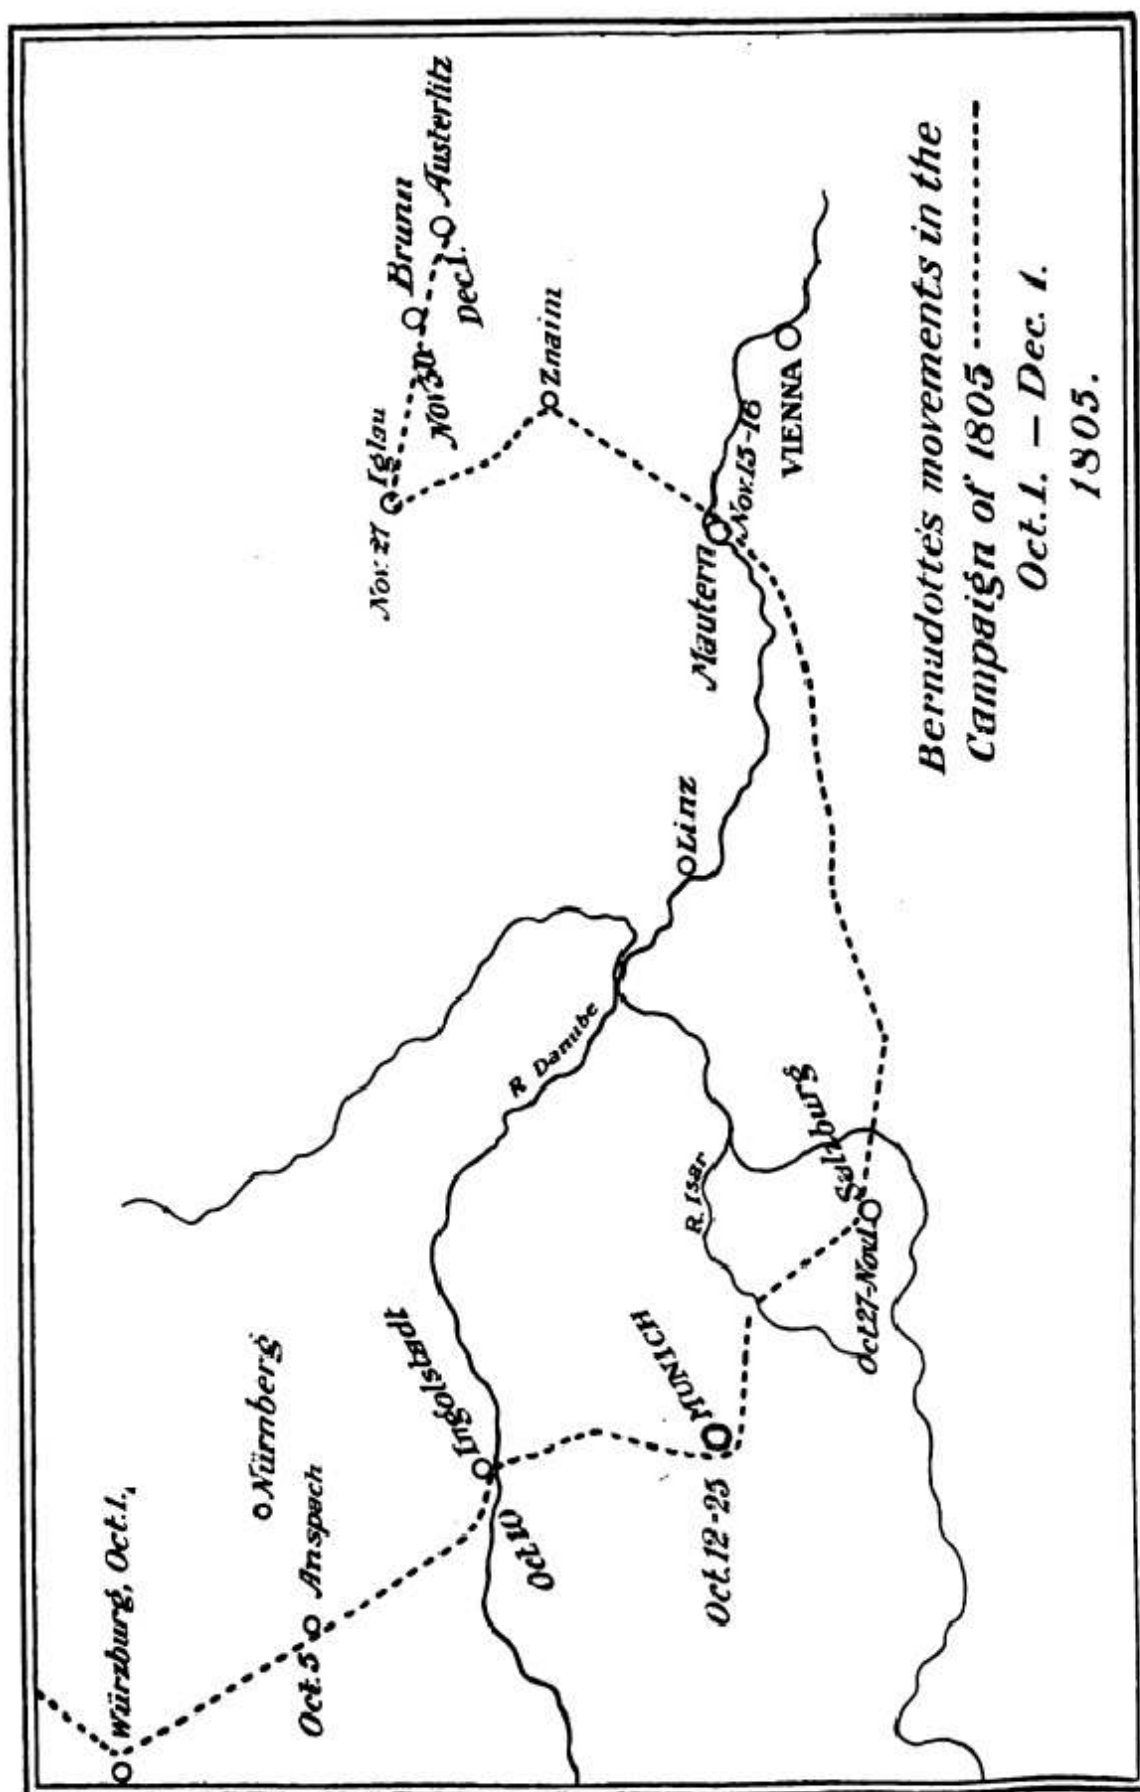 Würzburg, Oct.1.
Nürnberg
Oct. 5 Anspach
Ingolstadt
Oct.10
MUNICH
Oct.12-25
R. Isar
R Danube
Salzburg
Oct27-Nov.1
Linz
Mautern
Nov.15-16
VIENNA
Znaim
Nov. 27 Iglau
Brunn
Nov 30
Austerlitz
Dec.1.
Bernadotte's movements in the
Campaign of 1805
Oct. 1. – Dec. 1.
1805.